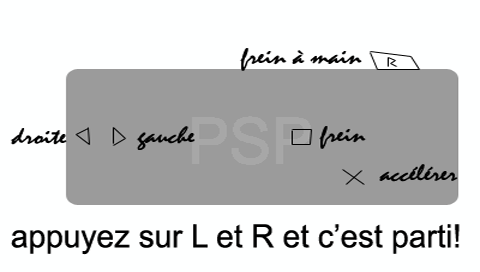 frein à main R
droite gauche PSP frein
accélérer
appuyez sur L et R et c'est parti!